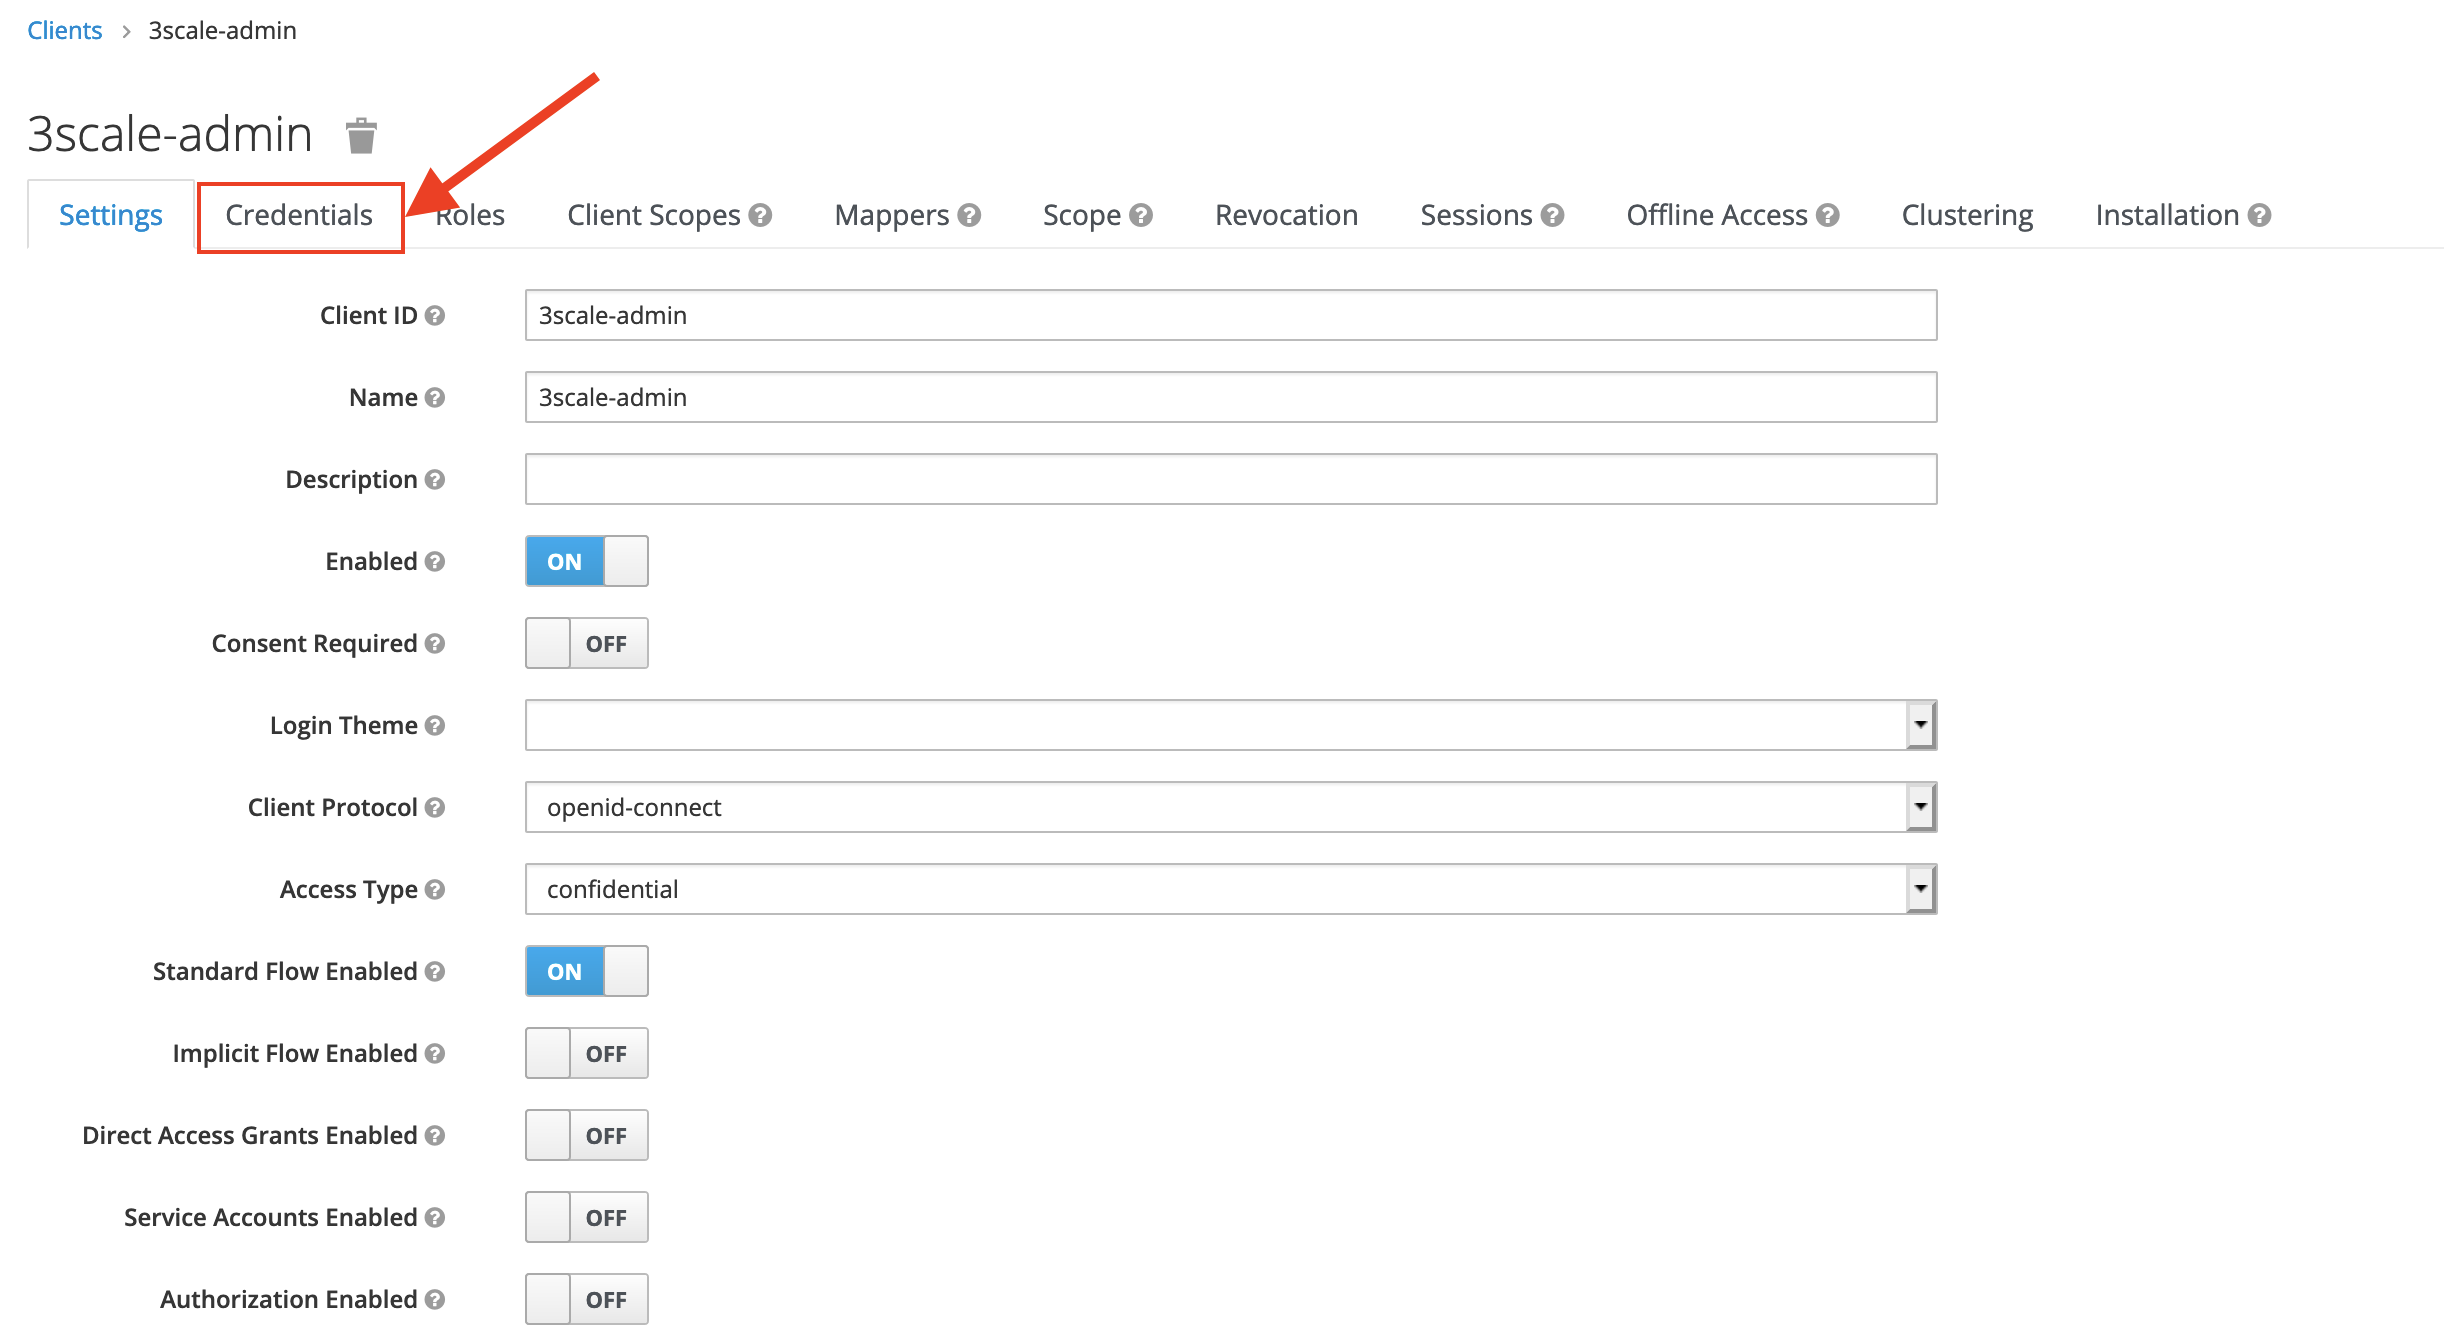 Clients > 3scale-admin
3scale-admin
Settings Credentials Roles Client Scopes Mappers Scope Revocation Sessions Offline Access Clustering Installation
Client ID 3scale-admin
Name 3scale-admin
Description
Enabled ON
Consent Required OFF
Login Theme
Client Protocol openid-connect
Access Type confidential
Standard Flow Enabled ON
Implicit Flow Enabled OFF
Direct Access Grants Enabled OFF
Service Accounts Enabled OFF
Authorization Enabled OFF